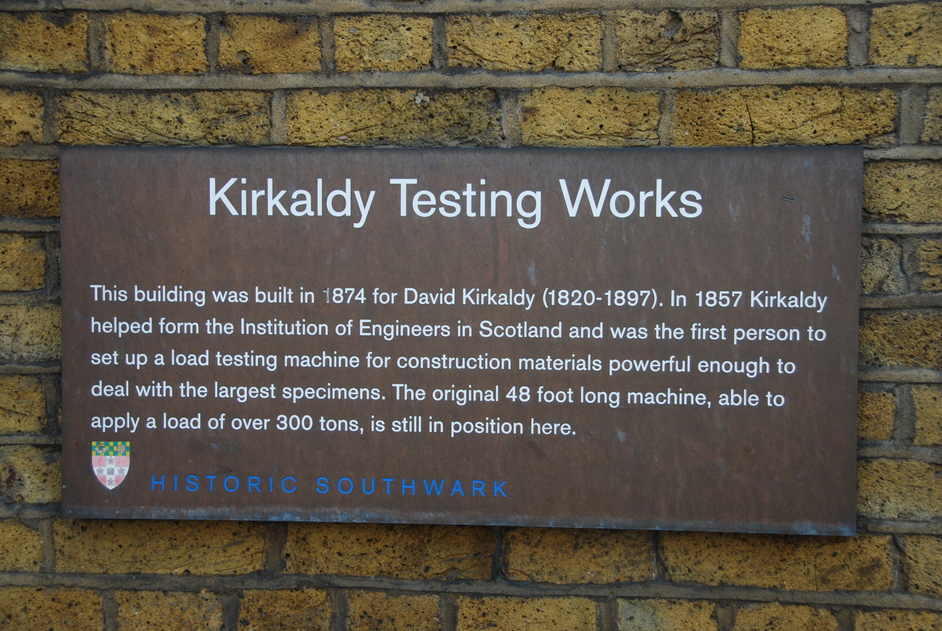 Kirkaldy Testing Works
This building was built in 1874 for David Kirkaldy (1820-1897). In 1857 Kirkaldy
helped form the Institution of Engineers in Scotland and was the first person to
set up a load testing machine for construction materials powerful enough to
deal with the largest specimens. The original 48 foot long machine, able to
apply a load of over 300 tons, is still in position here.
HISTORIC SOUTHWARK